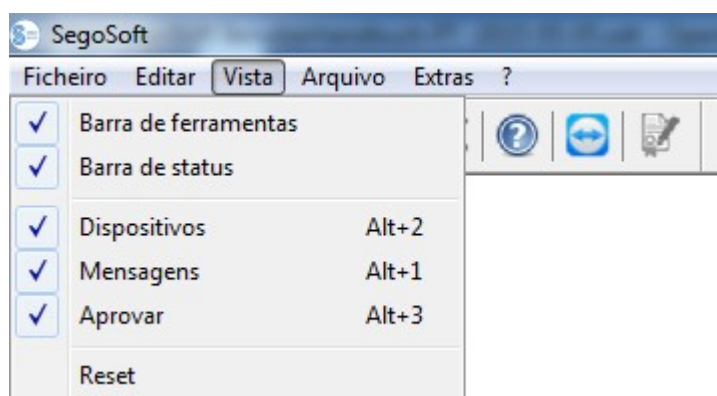 SegoSoft
Ficheiro Editar Vista Arquivo Extras ?
Barra de ferramentas
Barra de status
Dispositivos Alt+2
Mensagens Alt+1
Aprovar Alt+3
Reset